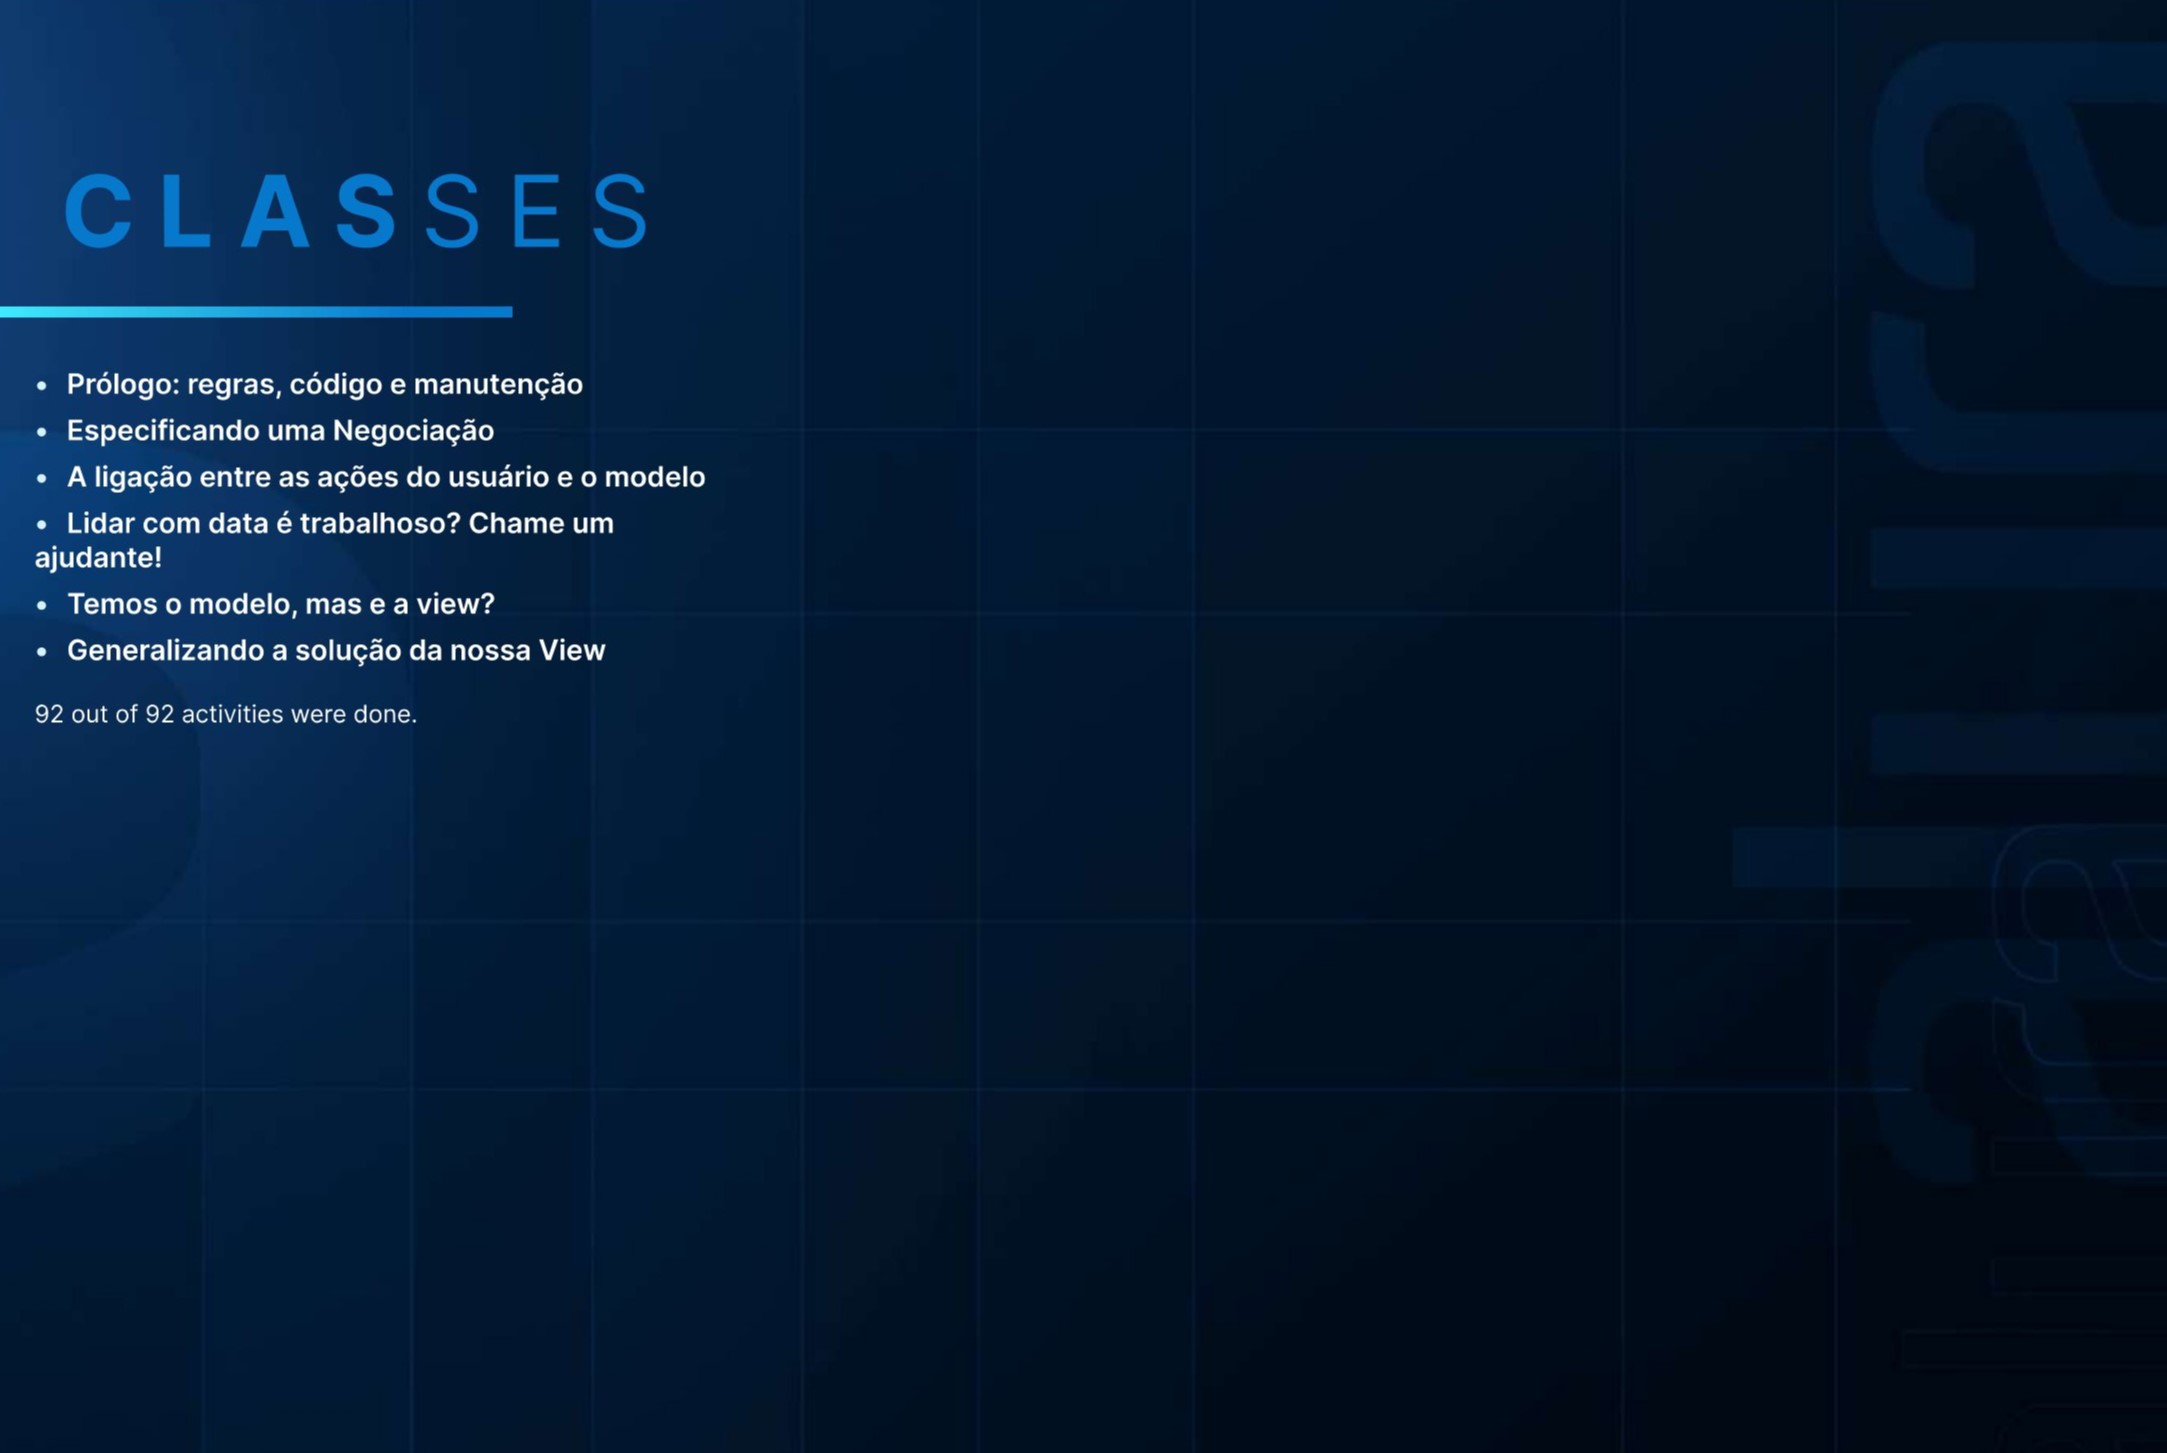 CLASSES
• Prólogo: regras, código e manutenção
• Especificando uma Negociação
• A ligação entre as ações do usuário e o modelo
• Lidar com data é trabalhoso? Chame um
ajudante!
• Temos o modelo, mas e a view?
• Generalizando a solução da nossa View
92 out of 92 activities were done.